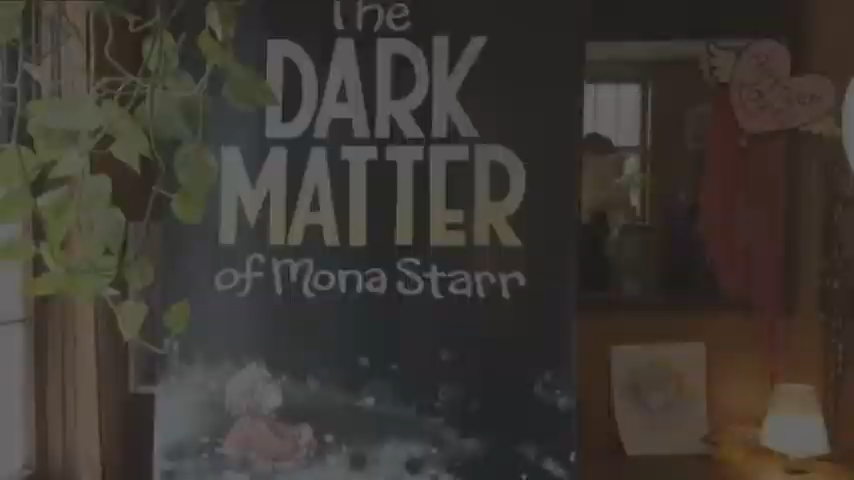 The
DARK
MATTER
of Mona Starr